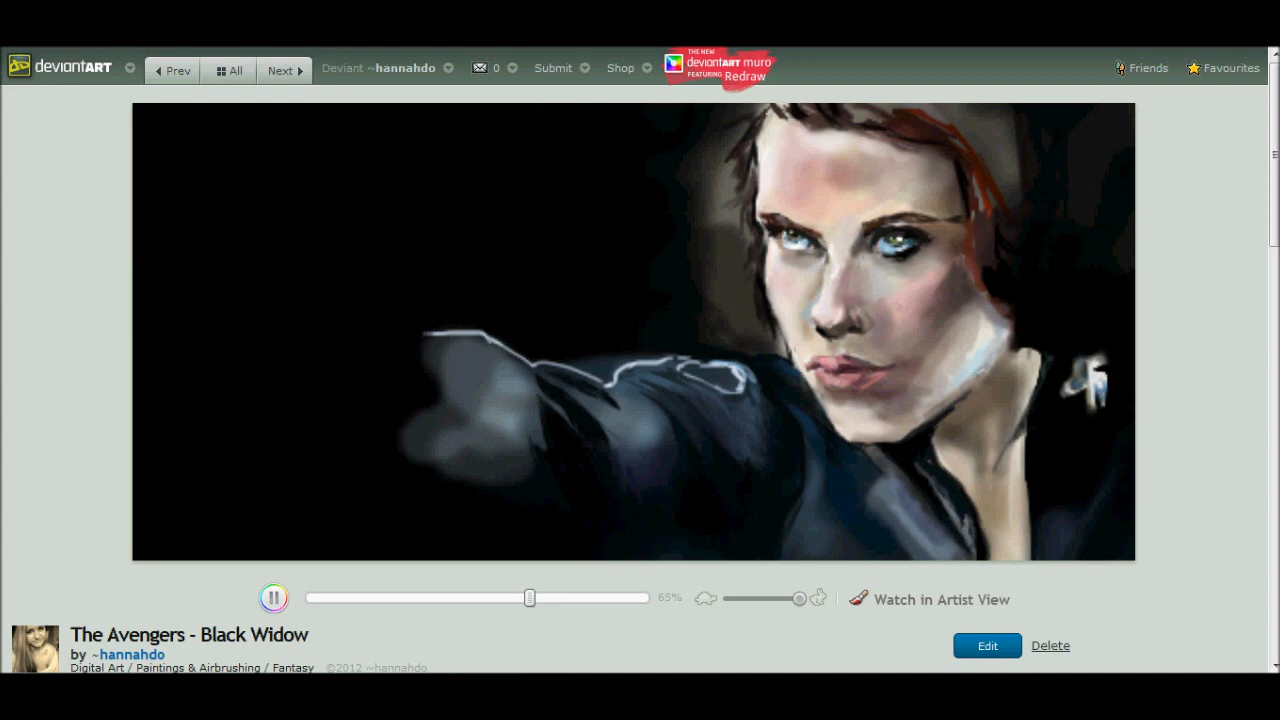 deviantART
Prev
All
Next
Deviant ~hannahdo
0
Submit
Shop
THE NEW
deviantART muro
FEATURING Redraw
Friends
Favourites
65%
Watch in Artist View
The Avengers - Black Widow
by ~hannahdo
Digital Art / Paintings & Airbrushing / Fantasy ©2012 ~hannahdo
Edit
Delete